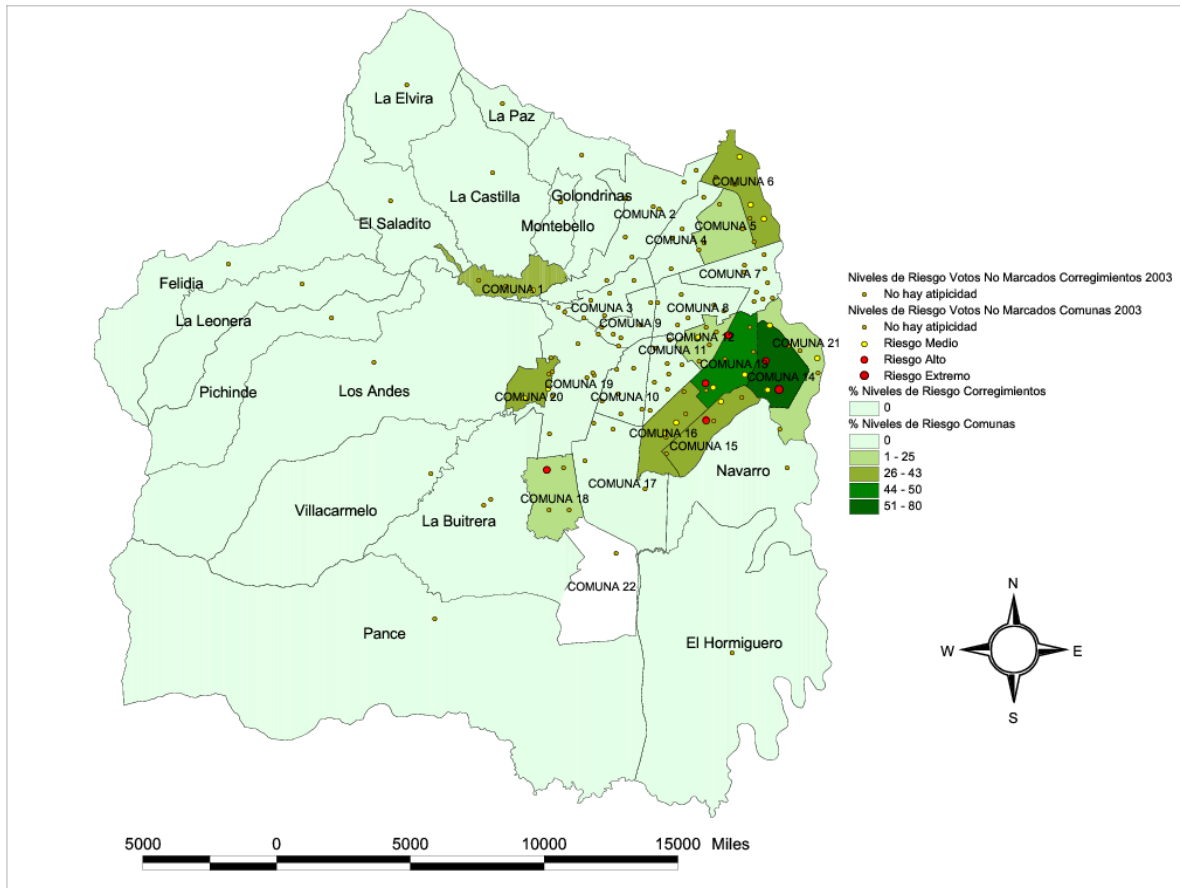 La Elvira
La Paz
COMUNA 6
La Castilla
Golondrinas
COMUNA 2
El Saladito
Montebello
COMUNA 5
COMUNA 4
Felidia
COMUNA 7
COMUNA 1
La Leonera
COMUNA 3
COMUNA 8
COMUNA 9
COMUNA 12
COMUNA 21
COMUNA 11
COMUNA 13
Pichinde
Los Andes
COMUNA 19
COMUNA 14
COMUNA 20
COMUNA 10
COMUNA 16
COMUNA 15
Navarro
COMUNA 17
COMUNA 18
Villacarmelo
La Buitrera
COMUNA 22
Pance
El Hormiguero
Niveles de Riesgo Votos No Marcados Corregimientos 2003
No hay atipicidad
Niveles de Riesgo Votos No Marcados Comunas 2003
No hay atipicidad
Riesgo Medio
Riesgo Alto
Riesgo Extremo
% Niveles de Riesgo Corregimientos
0
% Niveles de Riesgo Comunas
0
1 - 25
26 - 43
44 - 50
51 - 80
N
W E
S
5000 0 5000 10000 15000 Miles